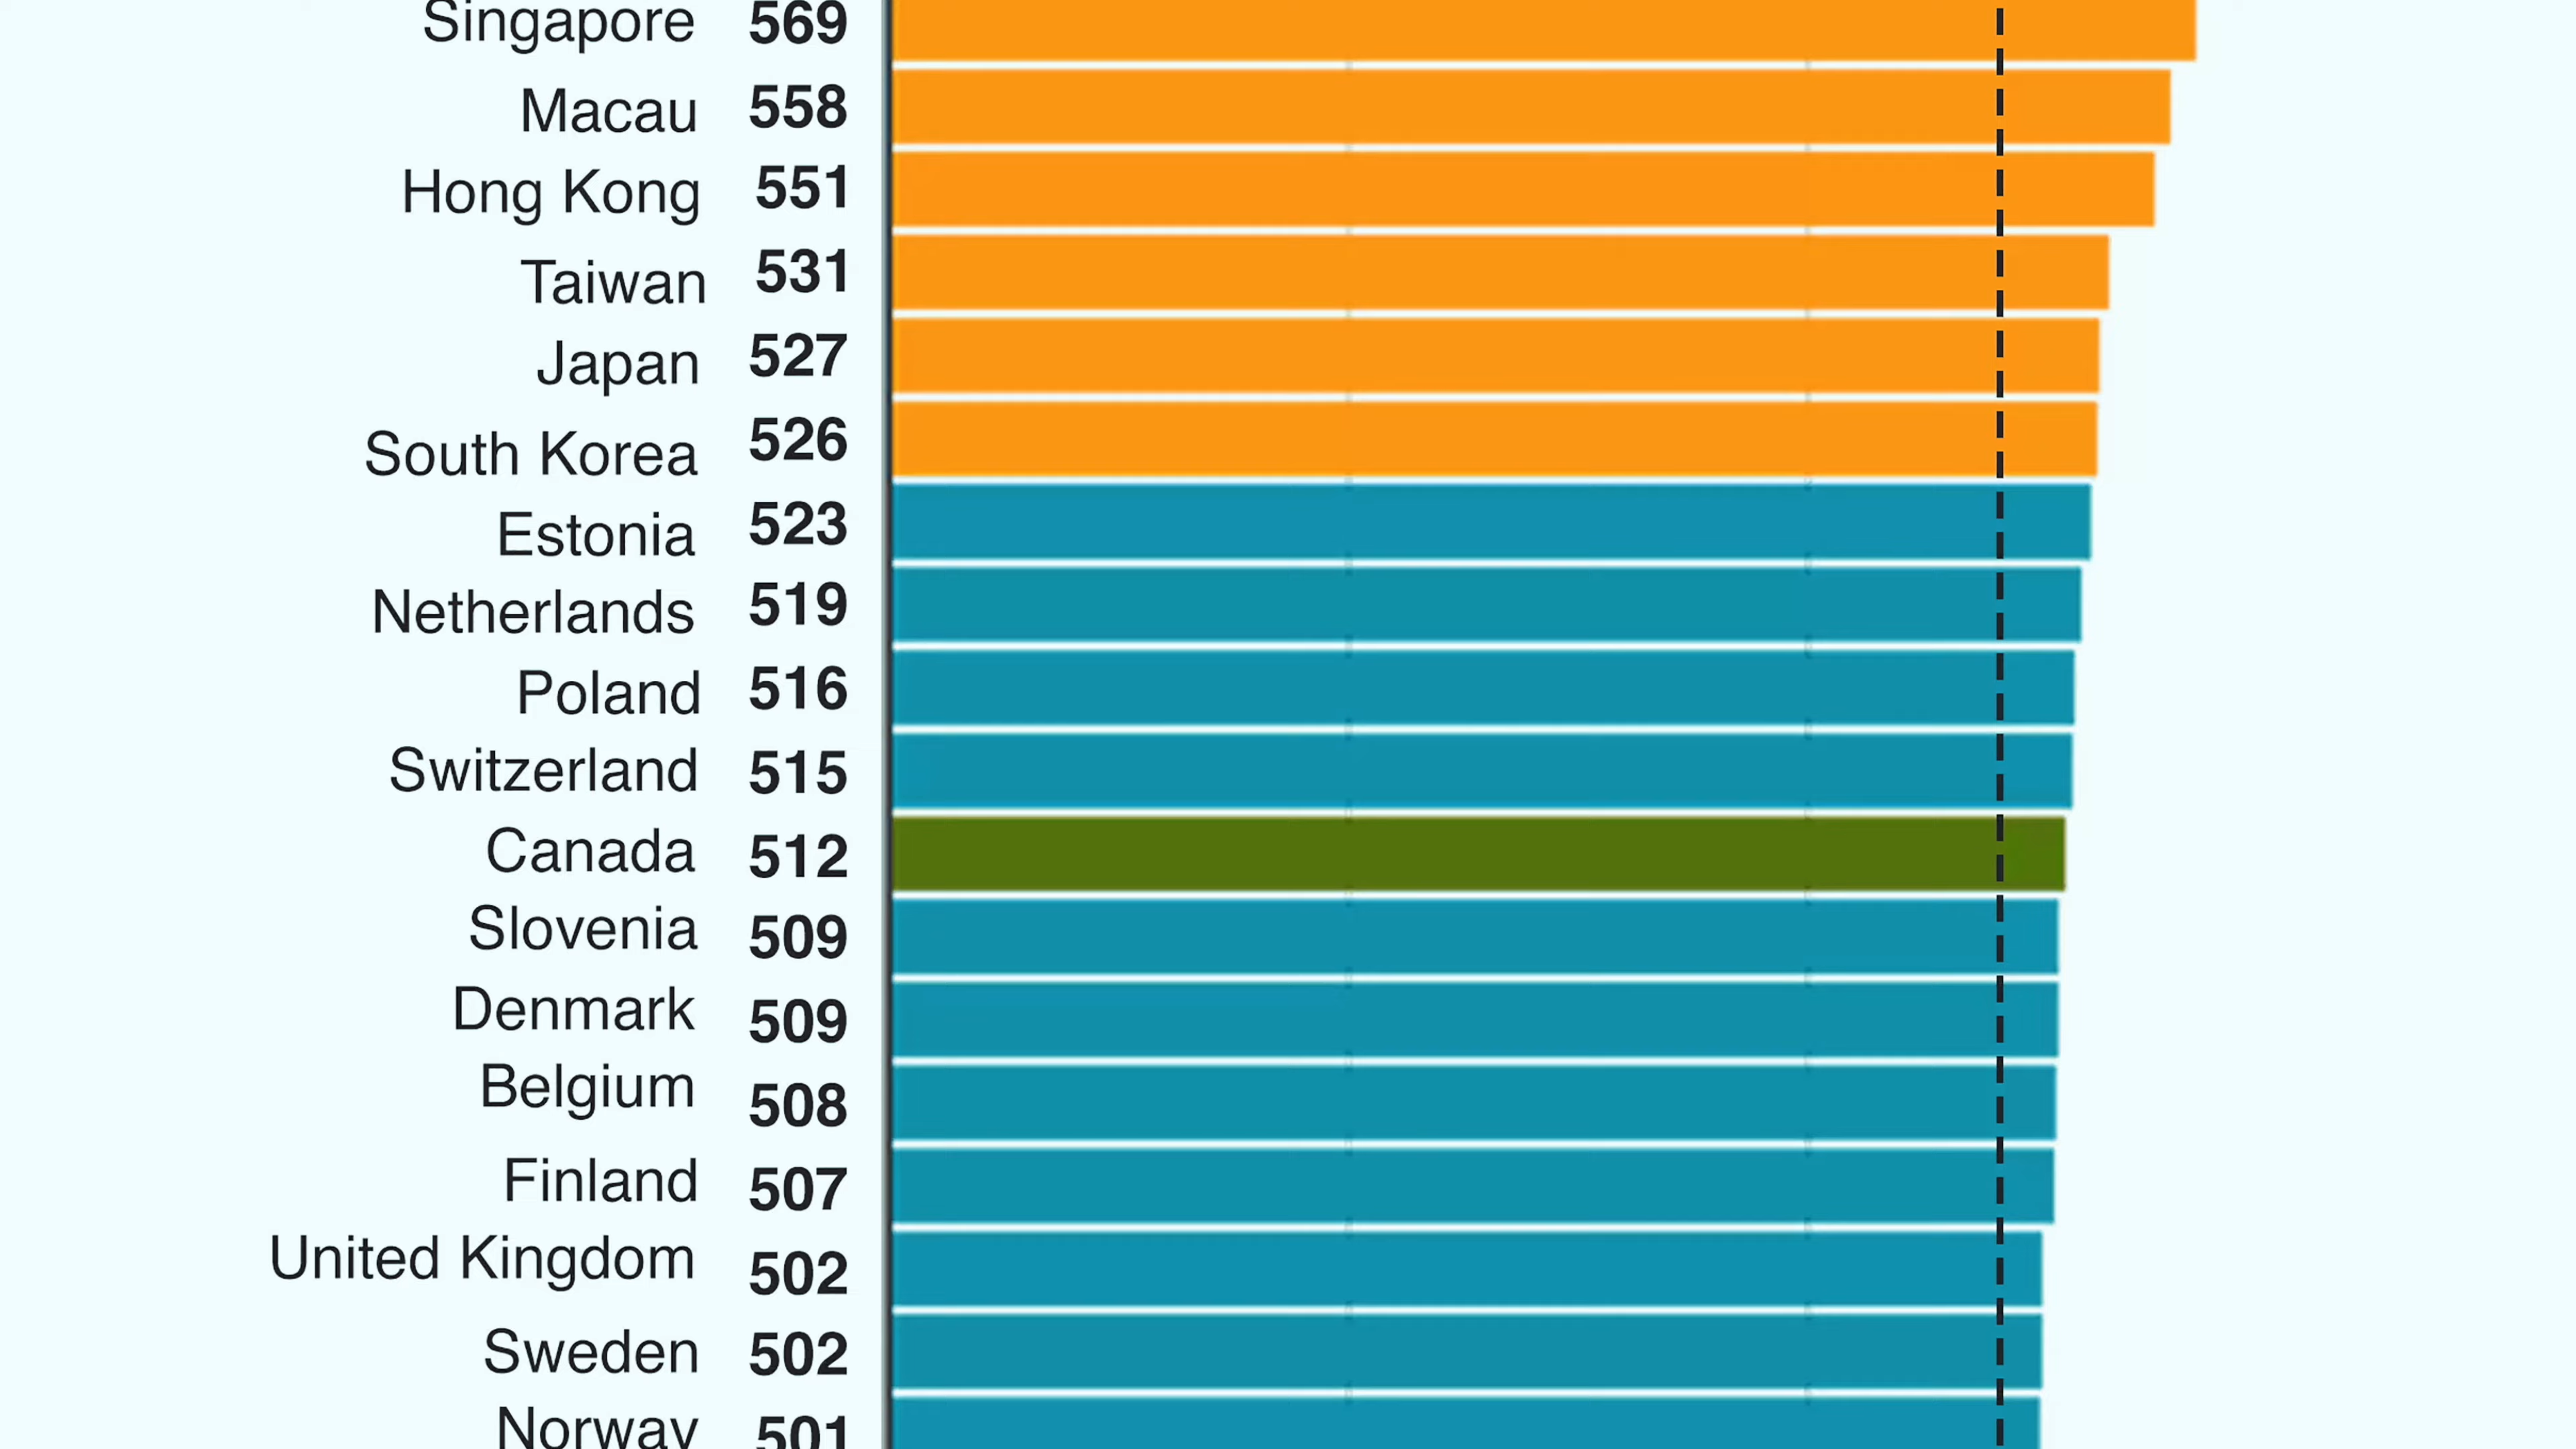 Singapore 569
Macau 558
Hong Kong 551
Taiwan 531
Japan 527
South Korea 526
Estonia 523
Netherlands 519
Poland 516
Switzerland 515
Canada 512
Slovenia 509
Denmark 509
Belgium 508
Finland 507
United Kingdom 502
Sweden 502
Norway 501